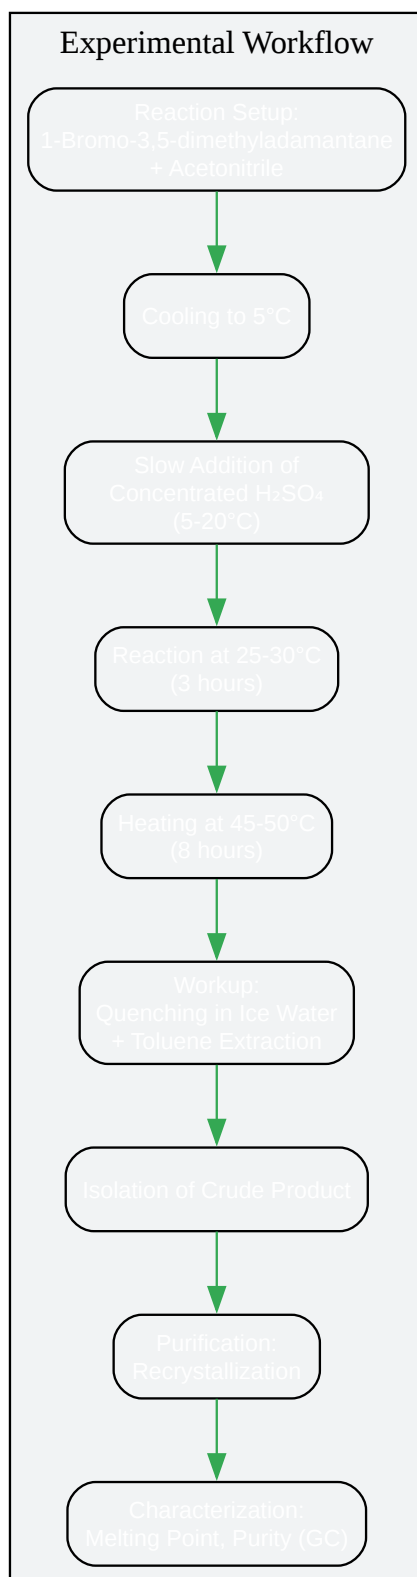 Experimental Workflow
Reaction Setup:
1-Bromo-3,5-dimethyladamantane
+ Acetonitrile
Cooling to 5°C
Slow Addition of
Concentrated H₂SO₄
(5-20°C)
Reaction at 25-30°C
(3 hours)
Heating at 45-50°C
(8 hours)
Workup:
Quenching in Ice Water
+ Toluene Extraction
Isolation of Crude Product
Purification:
Recrystallization
Characterization:
Melting Point, Purity (GC)